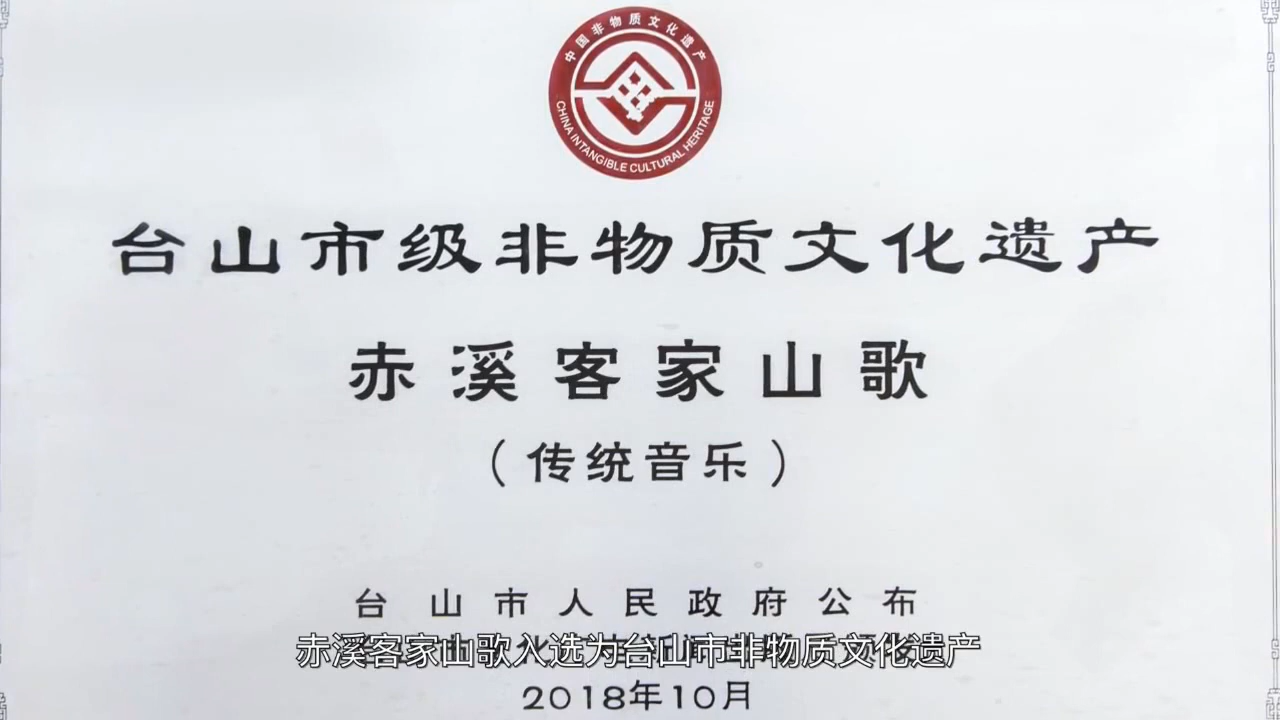 中国非物质文化遗产
CHINA INTANGIBLE CULTURAL HERITAGE
台山市级非物质文化遗产
赤溪客家山歌
（传统音乐）
台山市人民政府公布
赤溪客家山歌入选为台山市非物质文化遗产
2018年10月